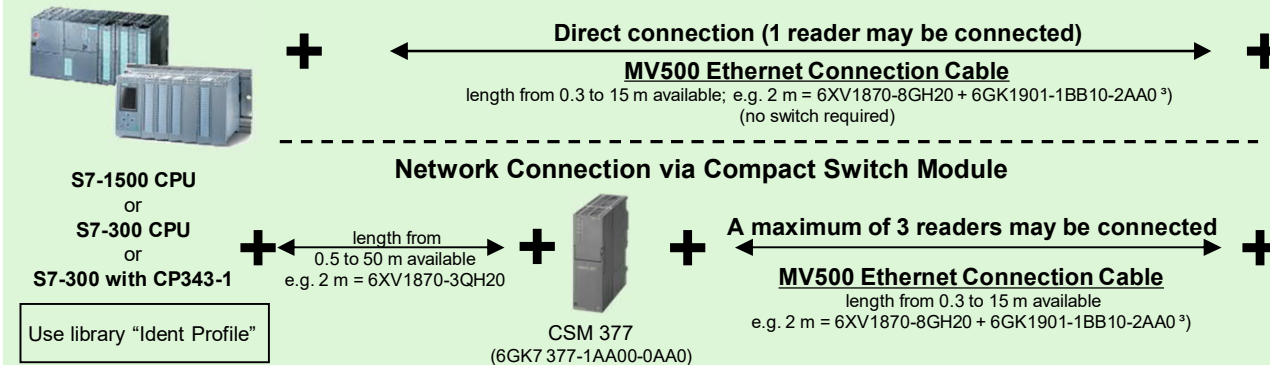 Direct connection (1 reader may be connected)
MV500 Ethernet Connection Cable
length from 0.3 to 15 m available; e.g. 2 m = 6XV1870-8GH20 + 6GK1901-1BB10-2AA0 ³)
(no switch required)
Network Connection via Compact Switch Module
S7-1500 CPU
or
S7-300 CPU
or
S7-300 with CP343-1
Use library “Ident Profile”
length from
0.5 to 50 m available
e.g. 2 m = 6XV1870-3QH20
CSM 377
(6GK7 377-1AA00-0AA0)
A maximum of 3 readers may be connected
MV500 Ethernet Connection Cable
length from 0.3 to 15 m available
e.g. 2 m = 6XV1870-8GH20 + 6GK1901-1BB10-2AA0 ³)